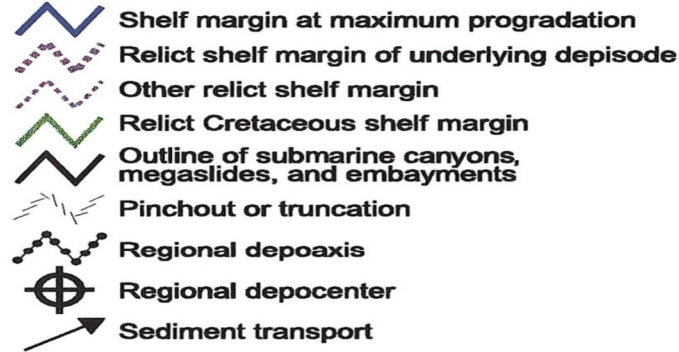 Shelf margin at maximum progradation
Relict shelf margin of underlying depisode
Other relict shelf margin
Relict Cretaceous shelf margin
Outline of submarine canyons,
megaslides, and embayments
Pinchout or truncation
Regional depoaxis
Regional depocenter
Sediment transport